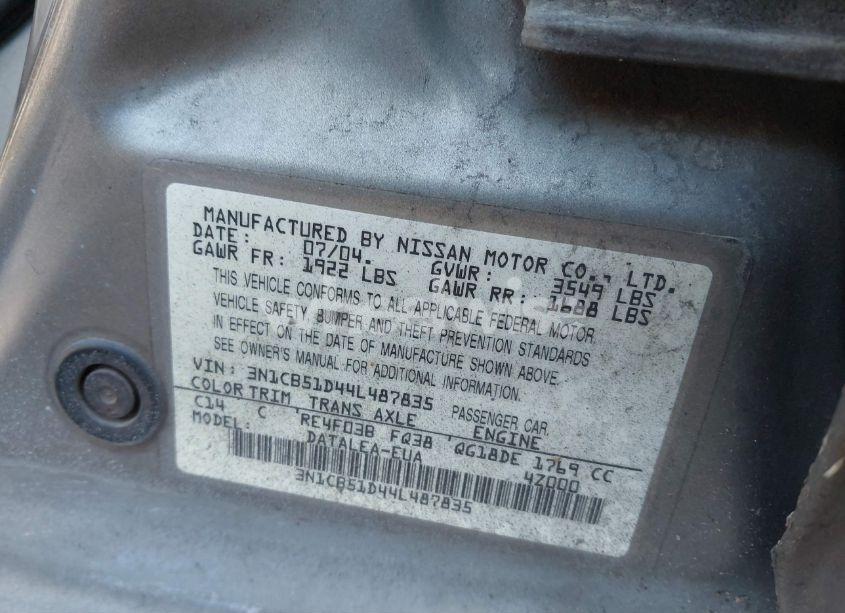 MANUFACTURED BY NISSAN MOTOR CO., LTD.
DATE: 07/04. GVWR: 3549 LBS
GAWR FR: 1922 LBS GAWR RR: 1688 LBS
THIS VEHICLE CONFORMS TO ALL APPLICABLE FEDERAL MOTOR
VEHICLE SAFETY, BUMPER AND THEFT PREVENTION STANDARDS
IN EFFECT ON THE DATE OF MANUFACTURE SHOWN ABOVE.
SEE OWNER'S MANUAL FOR ADDITIONAL INFORMATION.
VIN: 3N1CB51D44L487835 PASSENGER CAR
COLOR TRIM TRANS AXLE ENGINE
C14 C RE4F03B FQ38 QG18DE 1769 CC
MODEL: DATALEA-EUA 4Z000
3N1CB51D44L487835